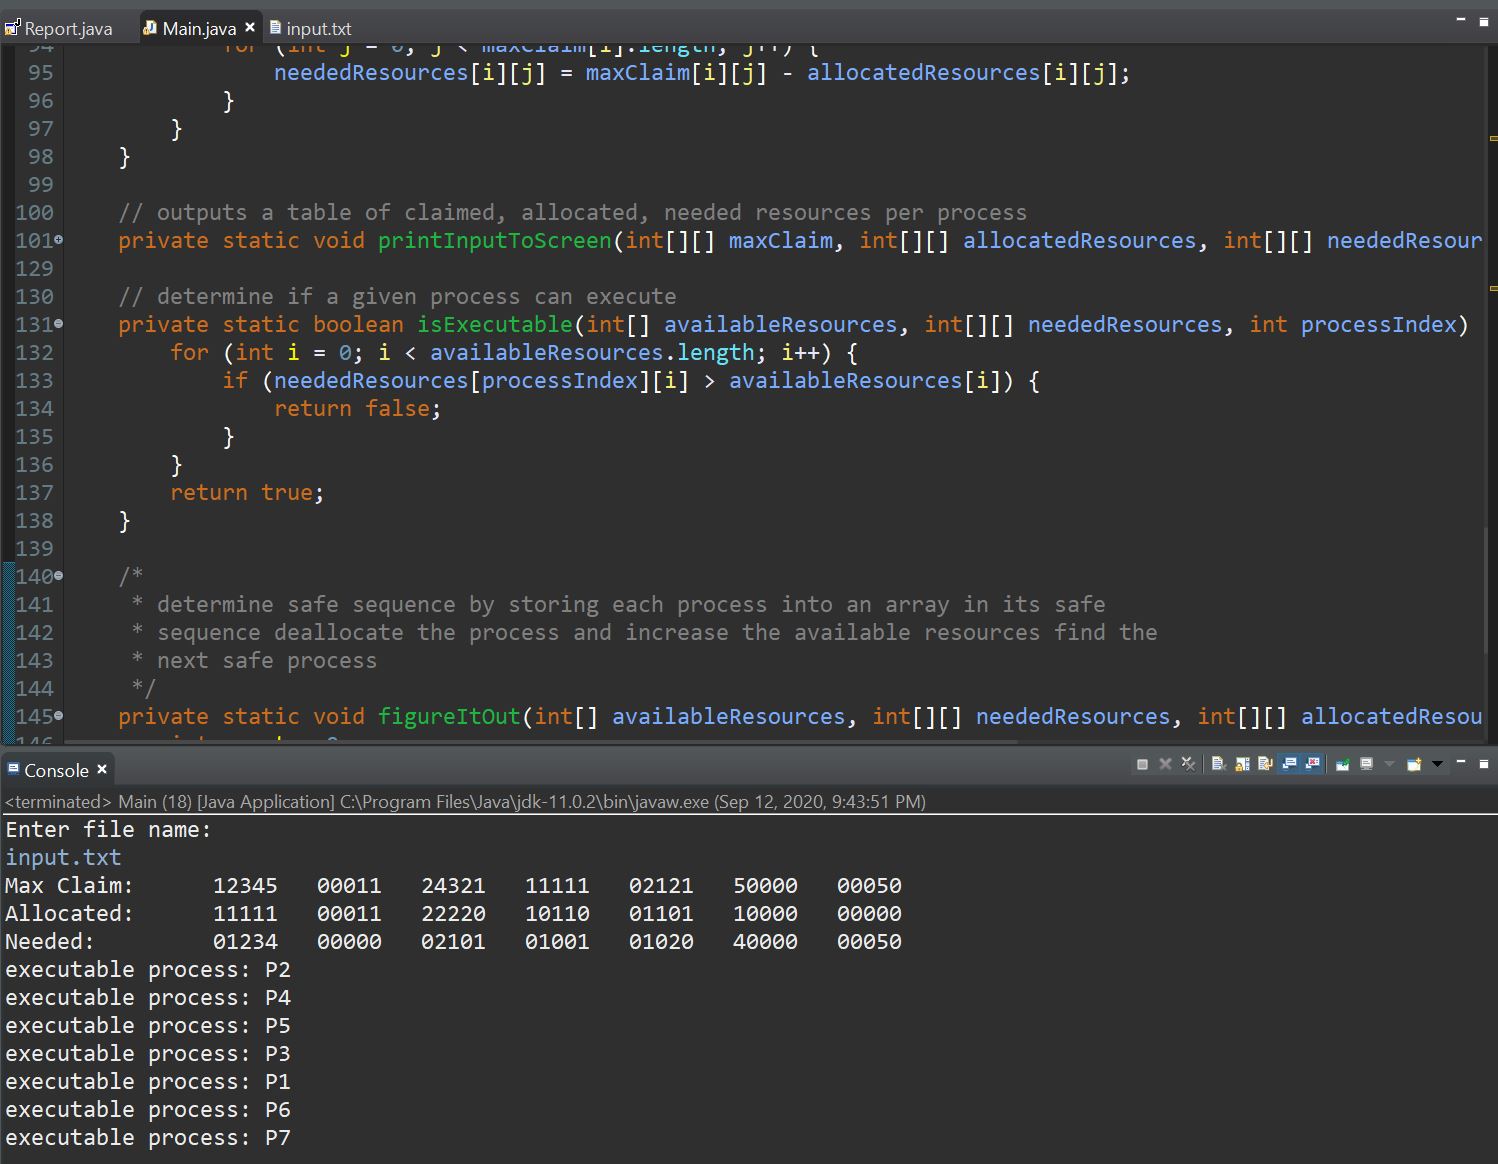 Report.java Main.java input.txt
94 for (int j = 0; j < maxClaim[i].length; j++) {
95 neededResources[i][j] = maxClaim[i][j] - allocatedResources[i][j];
96 }
97 }
98 }
99
100 // outputs a table of claimed, allocated, needed resources per process
101 private static void printInputToScreen(int[][] maxClaim, int[][] allocatedResources, int[][] neededResour
129
130 // determine if a given process can execute
131 private static boolean isExecutable(int[] availableResources, int[][] neededResources, int processIndex)
132 for (int i = 0; i < availableResources.length; i++) {
133 if (neededResources[processIndex][i] > availableResources[i]) {
134 return false;
135 }
136 }
137 return true;
138 }
139
140 /*
141 * determine safe sequence by storing each process into an array in its safe
142 * sequence deallocate the process and increase the available resources find the
143 * next safe process
144 */
145 private static void figureItOut(int[] availableResources, int[][] neededResources, int[][] allocatedResou
146
Console
<terminated> Main (18) [Java Application] C:\Program Files\Java\jdk-11.0.2\bin\javaw.exe (Sep 12, 2020, 9:43:51 PM)
Enter file name:
input.txt
Max Claim: 12345 00011 24321 11111 02121 50000 00050
Allocated: 11111 00011 22220 10110 01101 10000 00000
Needed: 01234 00000 02101 01001 01020 40000 00050
executable process: P2
executable process: P4
executable process: P5
executable process: P3
executable process: P1
executable process: P6
executable process: P7